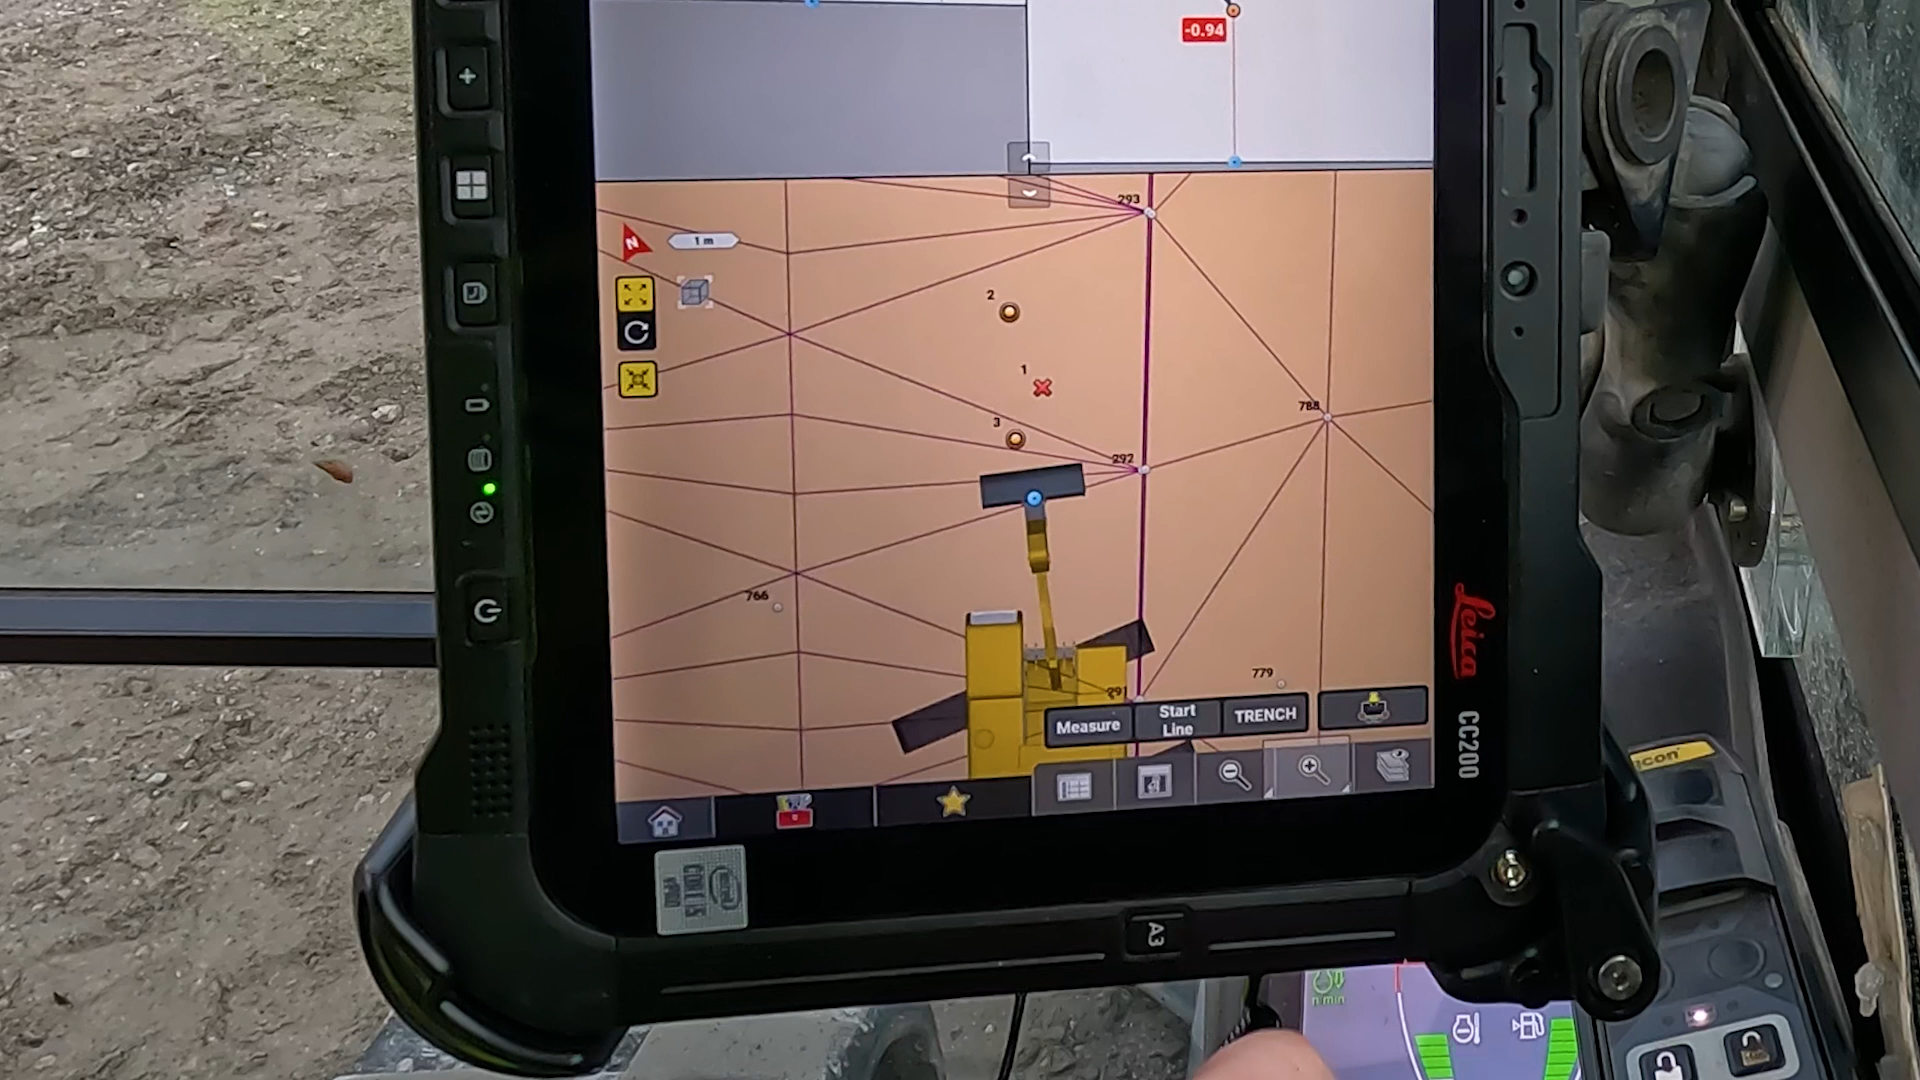 -0.94
293
N
1 m
2
1
788
3
292
766
779
291
Measure
Start
Line
TRENCH
Leica
CC200
A3
n/min